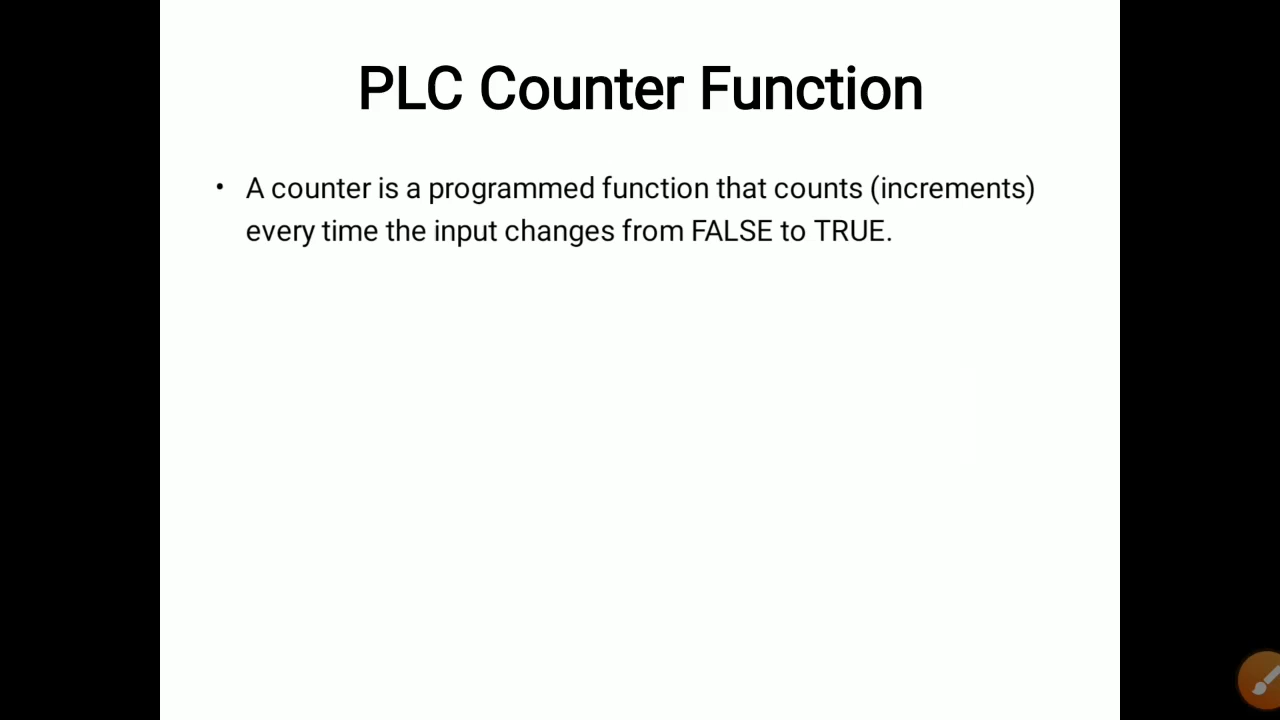 PLC Counter Function
• A counter is a programmed function that counts (increments)
every time the input changes from FALSE to TRUE.